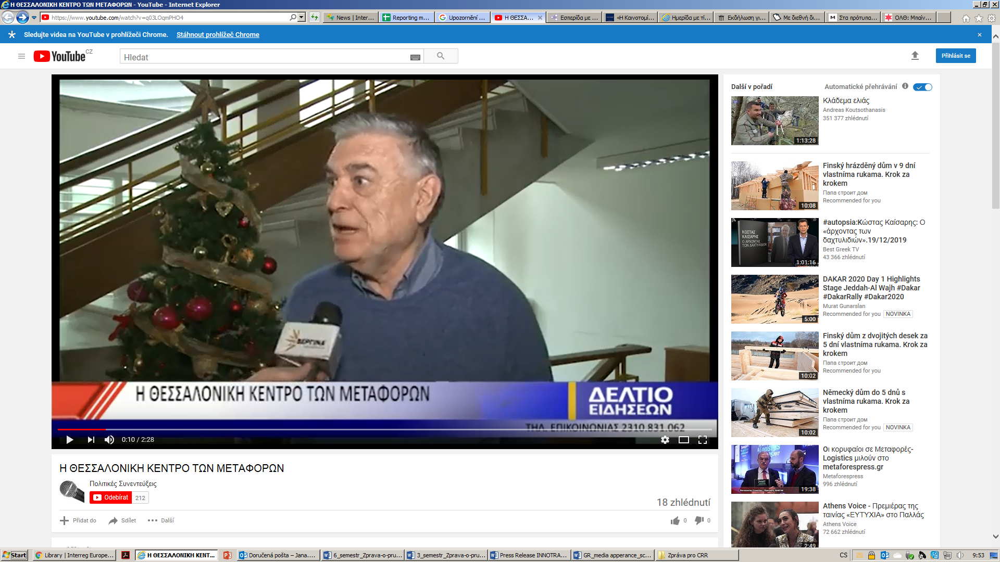 Η ΘΕΣΣΑΛΟΝΙΚΗ ΚΕΝΤΡΟ ΤΩΝ ΜΕΤΑΦΟΡΩΝ - YouTube - Internet Explorer
https://www.youtube.com/watch?v=q03LOqmPHO4
News | Inter...
Reporting m...
Upozornění ...
Η ΘΕΣΣΑ...
Εσπερίδα με ...
«Η Καινοτομί...
Ημερίδα με τί...
Εκδήλωση γι...
Με διεθνή δι...
Στα πρότυπα...
ΟΛΘ: Μπαίν...
Sledujte videa na YouTube v prohlížeči Chrome. Stáhnout prohlížeč Chrome
YouTube CZ
Hledat
Přihlásit se
ΒΕΡΓΙΝΑ
Η ΘΕΣΣΑΛΟΝΙΚΗ ΚΕΝΤΡΟ ΤΩΝ ΜΕΤΑΦΟΡΩΝ
ΔΕΛΤΙΟ
ΕΙΔΗΣΕΩΝ
ΤΗΛ. ΕΠΙΚΟΙΝΩΝΙΑΣ 2310.831.062
0:10 / 2:28
Η ΘΕΣΣΑΛΟΝΙΚΗ ΚΕΝΤΡΟ ΤΩΝ ΜΕΤΑΦΟΡΩΝ
Πολιτικές Συνεντεύξεις
Odebírat 212
18 zhlédnutí
Přidat do
Sdílet
Další
0
0
Další v pořadí
Automatické přehrávání
1:13:28
Κλάδεμα ελιάς
Andreas Koutsothanasis
351 377 zhlédnutí
10:08
Finský hrázděný dům v 9 dní
vlastníma rukama. Krok za
krokem
Папа строит дом
Recommended for you
ΚΩΣΤΑΣ
ΚΑΙΣΑΡΗΣ
Ο ΑΡΧΟΝΤΑΣ
ΤΩΝ ΔΑΧΤΥΛΙΔΙΩΝ
1:01:16
#autopsia:Κώστας Καίσαρης: Ο
«άρχοντας των
δαχτυλιδιών».19/12/2019
Best Greek TV
43 366 zhlédnutí
5:00
DAKAR 2020 Day 1 Highlights
Stage Jeddah-Al Wajh #Dakar
#DakarRally #Dakar2020
Murat Gunarslan
Recommended for you NOVINKA
10:02
Finský dům z dvojitých desek za
5 dní vlastníma rukama. Krok za
krokem
Папа строит дом
Recommended for you
10:02
Německý dům do 5 dnů s
vlastníma rukama. Krok za
krokem
Папа строит дом
Recommended for you NOVINKA
19:38
Οι κορυφαίοι σε Μεταφορές-
Logistics μιλούν στο
metaforespress.gr
Metaforespress
996 zhlédnutí
2:49
Athens Voice - Πρεμιέρας της
ταινίας «ΕΥΤΥΧΙΑ» στο Παλλάς
Athens Voice
72 662 zhlédnutí
Start
Library | Interreg Europe...
Η ΘΕΣΣΑΛΟΝΙΚΗ ΚΕΝΤ...
Doručená pošta – Jana....
6_semestr_Zprava-o-pru...
3_semestr_Zprava-o-pru...
Press Release INNOTRA...
GR_media apperance_sc...
Zpráva pro CRR
CS
9:53